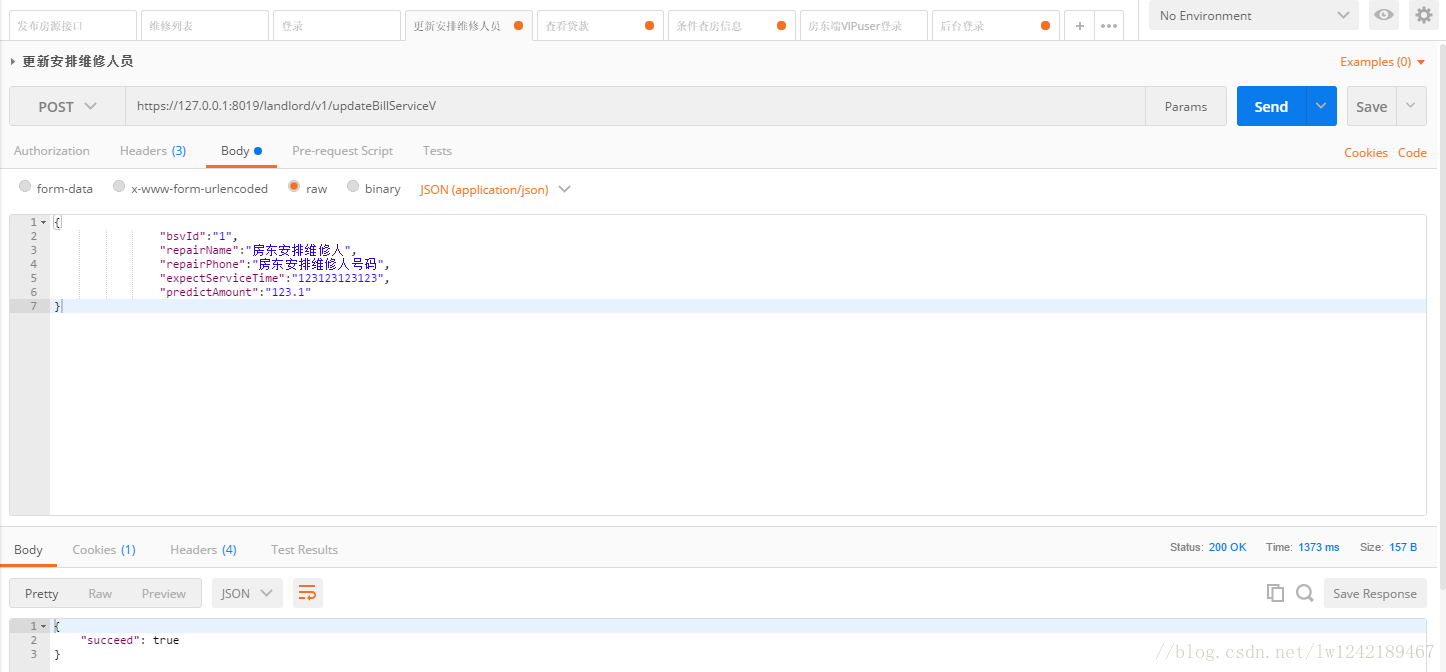 发布房源接口 维修列表 登录 更新安排维修人员 查看贷款 条件查房信息 房东端VIPuser登录 后台登录 + ••• No Environment
更新安排维修人员 Examples (0)
POST https://127.0.0.1:8019/landlord/v1/updateBillServiceV Params Send Save
Authorization Headers (3) Body Pre-request Script Tests Cookies Code
form-data x-www-form-urlencoded raw binary JSON (application/json)
1 {
2 "bsvId":"1",
3 "repairName":"房东安排维修人",
4 "repairPhone":"房东安排维修人号码",
5 "expectServiceTime":"123123123123",
6 "predictAmount":"123.1"
7 }
Body Cookies (1) Headers (4) Test Results Status: 200 OK Time: 1373 ms Size: 157 B
Pretty Raw Preview JSON Save Response
1 {
2 "succeed": true
3 }
//blog.csdn.net/lw1242189467